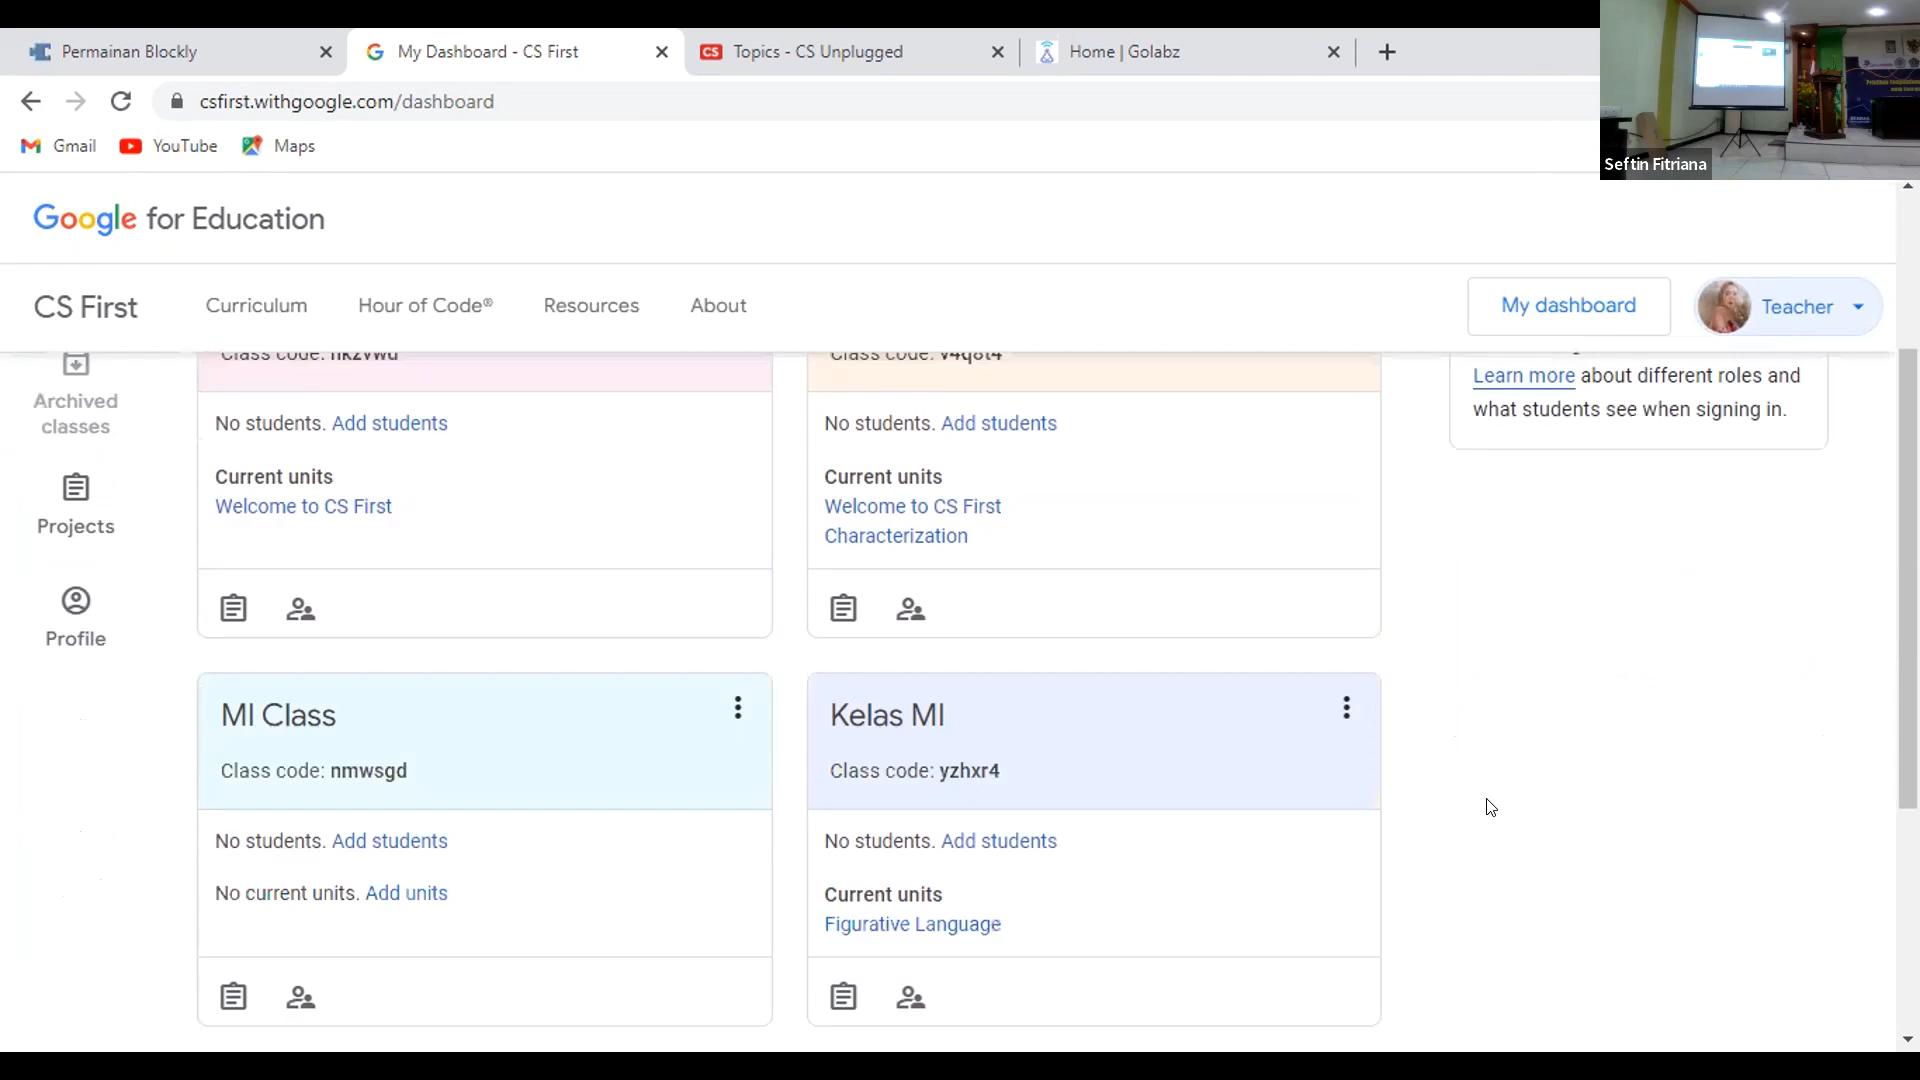 Permainan Blockly
My Dashboard - CS First
Topics - CS Unplugged
Home | Golabz
csfirst.withgoogle.com/dashboard
Gmail
YouTube
Maps
Seftin Fitriana
Google for Education
CS First
Curriculum
Hour of Code®
Resources
About
My dashboard
Teacher
Archived
classes
Projects
Profile
Class code:
No students. Add students
Current units
Welcome to CS First
Class code: v4q8t4
No students. Add students
Current units
Welcome to CS First
Characterization
Learn more about different roles and
what students see when signing in.
MI Class
Class code: nmwsgd
No students. Add students
No current units. Add units
Kelas MI
Class code: yzhxr4
No students. Add students
Current units
Figurative Language